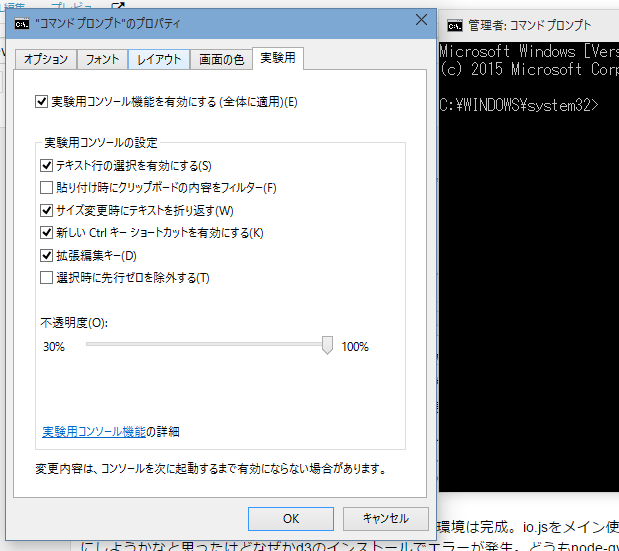 編集 プレビュー
"コマンドプロンプト"のプロパティ
オプション フォント レイアウト 画面の色 実験用
実験用コンソール機能を有効にする (全体に適用)(E)
実験用コンソールの設定
テキスト行の選択を有効にする(S)
貼り付け時にクリップボードの内容をフィルター(F)
サイズ変更時にテキストを折り返す(W)
新しい Ctrl キー ショートカットを有効にする(K)
拡張編集キー(D)
選択時に先行ゼロを除外する(T)
不透明度(O):
30% 100%
実験用コンソール機能の詳細
変更内容は、コンソールを次に起動するまで有効にならない場合があります。
OK キャンセル
管理者: コマンドプロンプト
Microsoft Windows [Vers
(c) 2015 Microsoft Corp
C:¥WINDOWS¥system32>
環境は完成。io.jsをメイン使
にしようかなと思ったけどなぜかd3のインストールでエラーが発生。どうもnode-gy